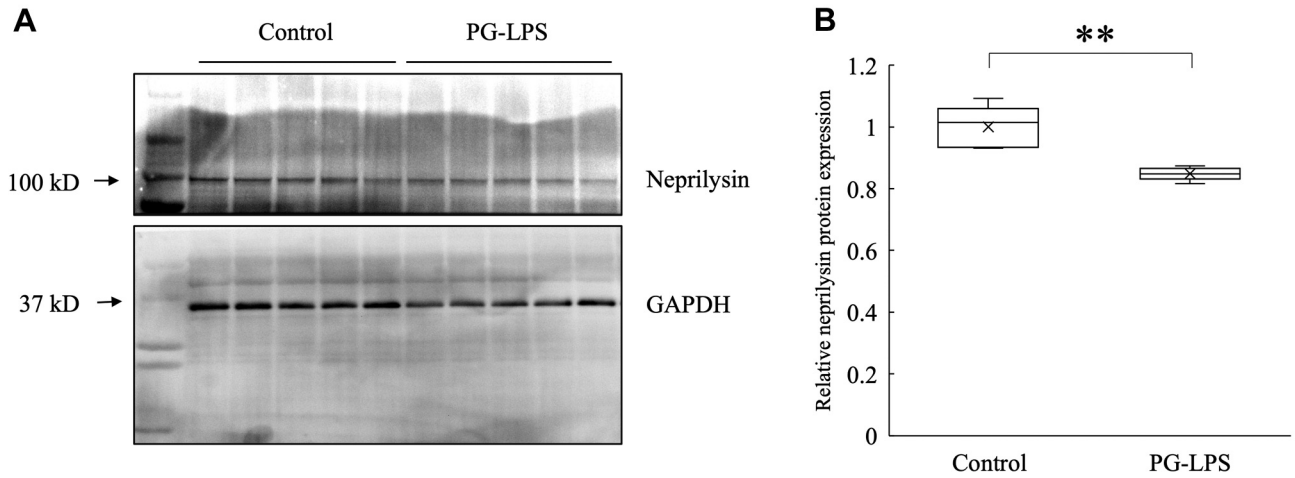 A
Control PG-LPS
100 kD
Neprilysin
37 kD
GAPDH
B
**
Relative neprilysin protein expression
1.2
1
0.8
0.6
0.4
0.2
0
Control PG-LPS